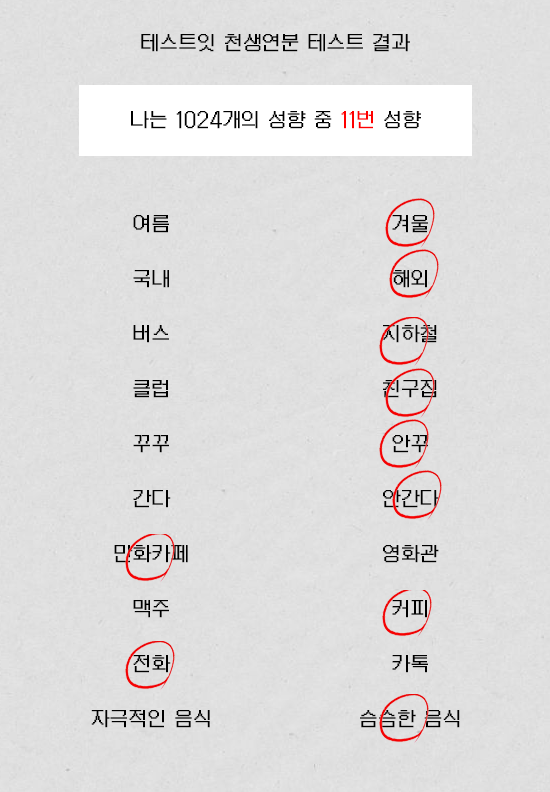 테스트잇 천생연분 테스트 결과
나는 1024개의 성향 중 11번 성향
여름 겨울
국내 해외
버스 지하철
클럽 친구집
꾸꾸 안꾸
간다 안간다
만화카페 영화관
맥주 커피
전화 카톡
자극적인 음식 슴슴한 음식